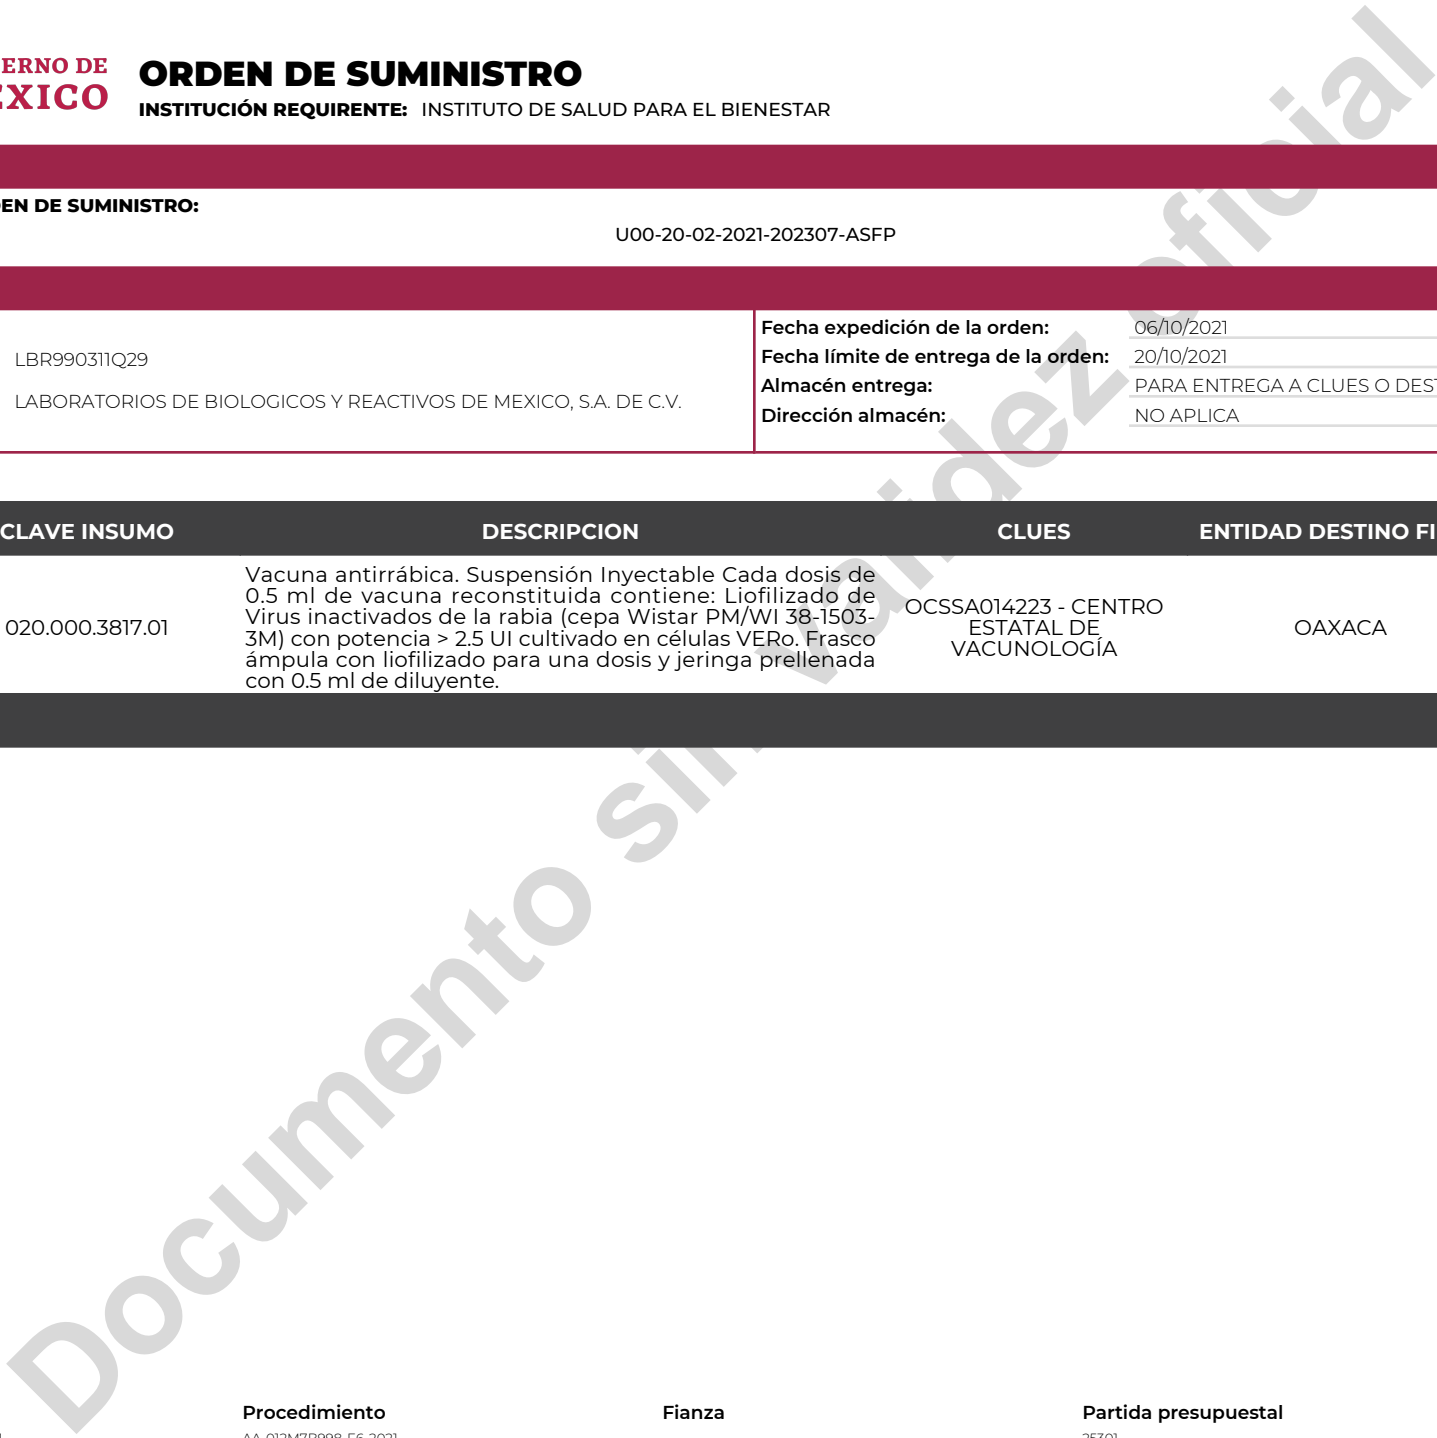 ERNO DE
ÉXICO
ORDEN DE SUMINISTRO
INSTITUCIÓN REQUIRENTE: INSTITUTO DE SALUD PARA EL BIENESTAR
EN DE SUMINISTRO:
U00-20-02-2021-202307-ASFP
LBR990311Q29
LABORATORIOS DE BIOLOGICOS Y REACTIVOS DE MEXICO, S.A. DE C.V.
Fecha expedición de la orden: 06/10/2021
Fecha límite de entrega de la orden: 20/10/2021
Almacén entrega: PARA ENTREGA A CLUES O DEST
Dirección almacén: NO APLICA
CLAVE INSUMO DESCRIPCION CLUES ENTIDAD DESTINO FI
020.000.3817.01
Vacuna antirrábica. Suspensión Inyectable Cada dosis de
0.5 ml de vacuna reconstituida contiene: Liofilizado de
Virus inactivados de la rabia (cepa Wistar PM/WI 38-1503-
3M) con potencia > 2.5 UI cultivado en células VERo. Frasco
ámpula con liofilizado para una dosis y jeringa prellenada
con 0.5 ml de diluyente.
OCSSA014223 - CENTRO
ESTATAL DE
VACUNOLOGÍA
OAXACA
Documento sin validez oficial
Procedimiento Fianza Partida presupuestal